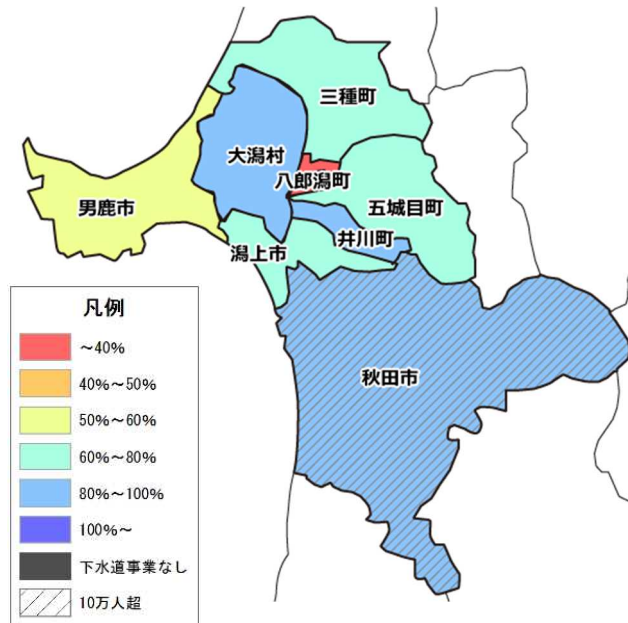 三種町
大潟村
八郎潟町
男鹿市
五城目町
井川町
潟上市
秋田市
凡例
～40%
40%～50%
50%～60%
60%～80%
80%～100%
100%～
下水道事業なし
10万人超